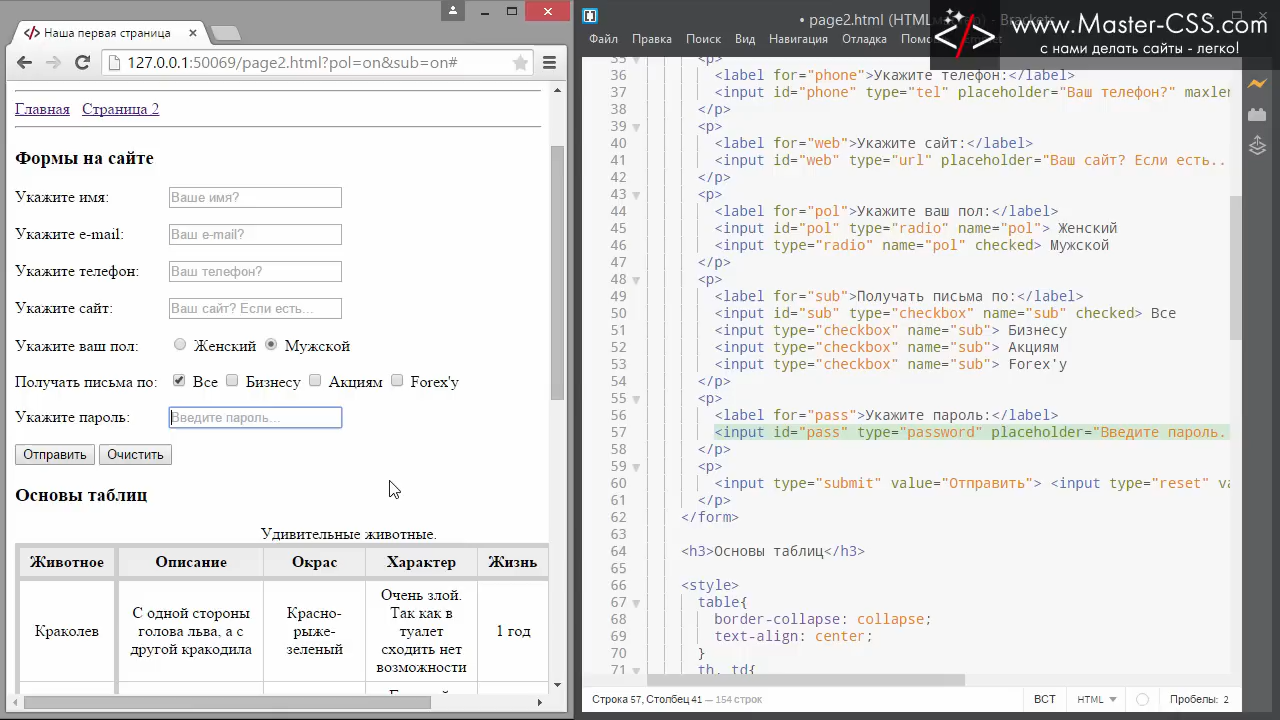 Наша первая страница
127.0.0.1:50069/page2.html?pol=on&sub=on#
Главная Страница 2
Формы на сайте
Укажите имя: Ваше имя?
Укажите e-mail: Ваш e-mail?
Укажите телефон: Ваш телефон?
Укажите сайт: Ваш сайт? Если есть...
Укажите ваш пол: Женский Мужской
Получать письма по: Все Бизнесу Акциям Forex'у
Укажите пароль: Введите пароль...
Отправить Очистить
Основы таблиц
Удивительные животные.
Животное Описание Окрас Характер Жизнь
Краколев
С одной стороны
голова льва, а с
другой кракодила
Красно-
рыже-
зеленый
Очень злой.
Так как в
туалет
сходить нет
возможности
1 год
• page2.html (HTML
www.Master-CSS.com
с нами делать сайты - легко!
Файл Правка Поиск Вид Навигация Отладка
35 <p>
36 <label for="phone">Укажите телефон:</label>
37 <input id="phone" type="tel" placeholder="Ваш телефон?" maxlen
38 </p>
39 <p>
40 <label for="web">Укажите сайт:</label>
41 <input id="web" type="url" placeholder="Ваш сайт? Если есть..
42 </p>
43 <p>
44 <label for="pol">Укажите ваш пол:</label>
45 <input id="pol" type="radio" name="pol"> Женский
46 <input type="radio" name="pol" checked> Мужской
47 </p>
48 <p>
49 <label for="sub">Получать письма по:</label>
50 <input id="sub" type="checkbox" name="sub" checked> Все
51 <input type="checkbox" name="sub"> Бизнесу
52 <input type="checkbox" name="sub"> Акциям
53 <input type="checkbox" name="sub"> Forex'у
54 </p>
55 <p>
56 <label for="pass">Укажите пароль:</label>
57 <input id="pass" type="password" placeholder="Введите пароль.
58 </p>
59 <p>
60 <input type="submit" value="Отправить"> <input type="reset" va
61 </p>
62 </form>
63
64 <h3>Основы таблиц</h3>
65
66 <style>
67 table{
68 border-collapse: collapse;
69 text-align: center;
70 }
71 th, td{
Строка 57, Столбец 41 — 154 строк
ВСТ HTML Пробелы: 2